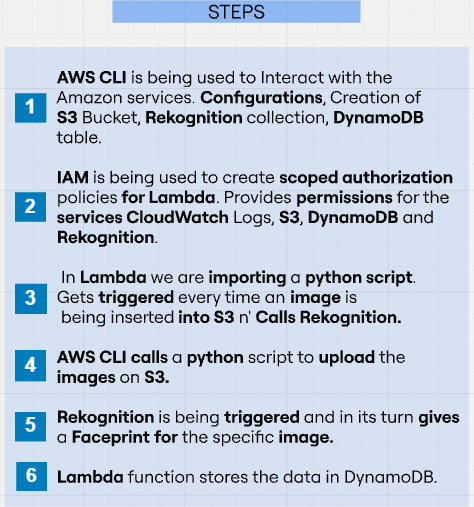 STEPS
1
AWS CLI is being used to Interact with the
Amazon services. Configurations, Creation of
S3 Bucket, Rekognition collection, DynamoDB
table.
2
IAM is being used to create scoped authorization
policies for Lambda. Provides permissions for the
services CloudWatch Logs, S3, DynamoDB and
Rekognition.
3
In Lambda we are importing a python script.
Gets triggered every time an image is
being inserted into S3 n' Calls Rekognition.
4
AWS CLI calls a python script to upload the
images on S3.
5
Rekognition is being triggered and in its turn gives
a Faceprint for the specific image.
6
Lambda function stores the data in DynamoDB.